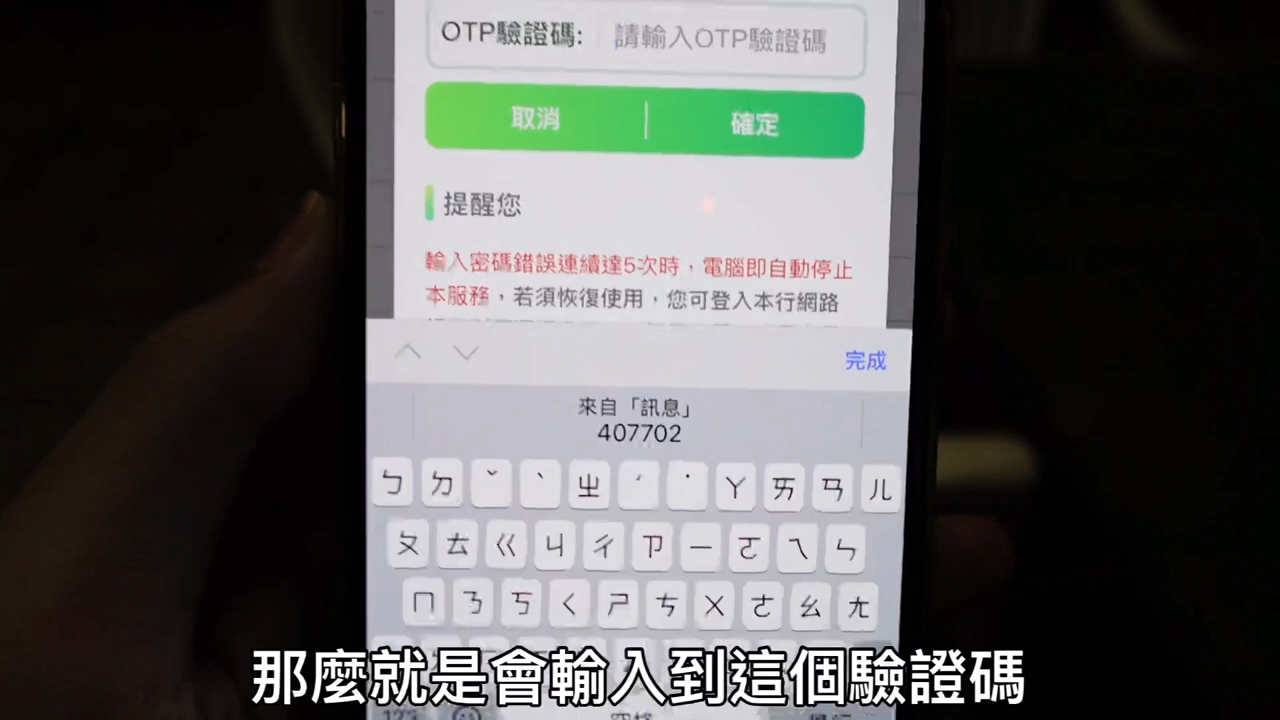 OTP驗證碼: 請輸入OTP驗證碼
取消 確定
提醒您
輸入密碼錯誤連續達5次時，電腦即自動停止
本服務，若須恢復使用，您可登入本行網路
完成
來自「訊息」
407702
ㄅ ㄉ ˇ ˋ ㄓ ˊ ˙ ㄚ ㄞ ㄢ ㄦ
ㄆ ㄊ ㄍ ㄐ ㄔ ㄗ ㄧ ㄛ ㄟ ㄣ
ㄇ ㄋ ㄎ ㄑ ㄕ ㄘ ㄨ ㄜ ㄠ ㄤ
那麼就是會輸入到這個驗證碼